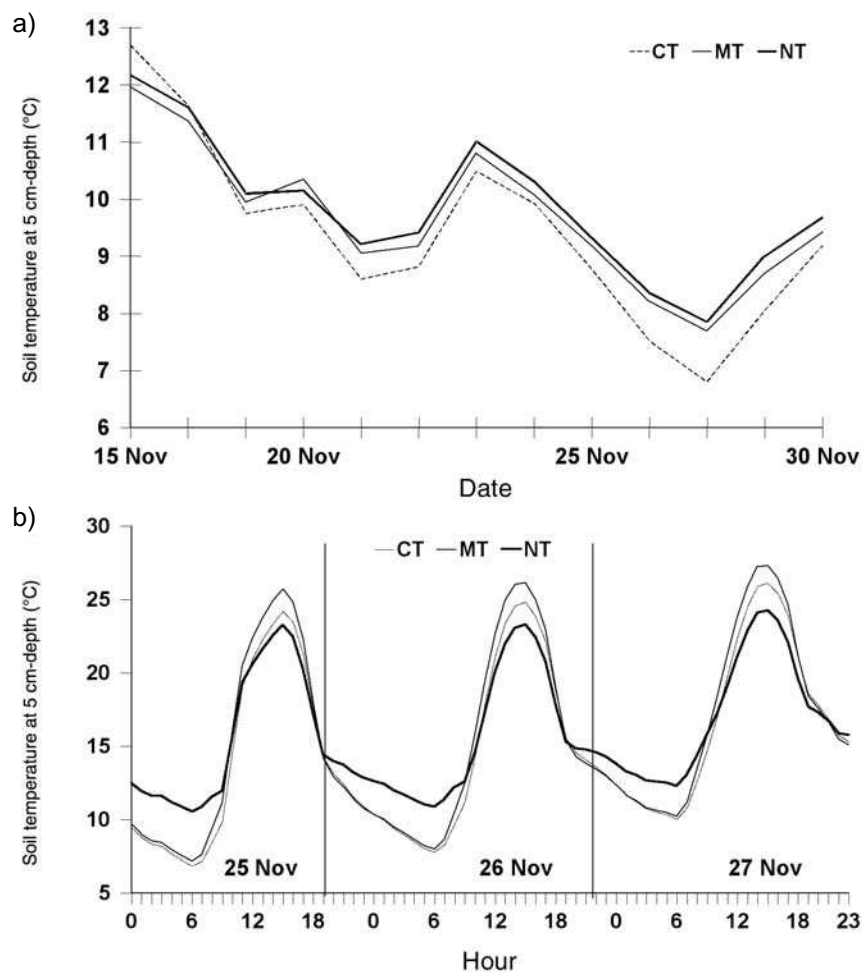 a)
Soil temperature at 5 cm-depth (°C)
13
12
11
10
9
8
7
6
CT MT NT
15 Nov 20 Nov 25 Nov 30 Nov
Date
b)
Soil temperature at 5 cm-depth (°C)
30
25
20
15
10
5
CT MT NT
25 Nov 26 Nov 27 Nov
0 6 12 18 0 6 12 18 0 6 12 18 23
Hour